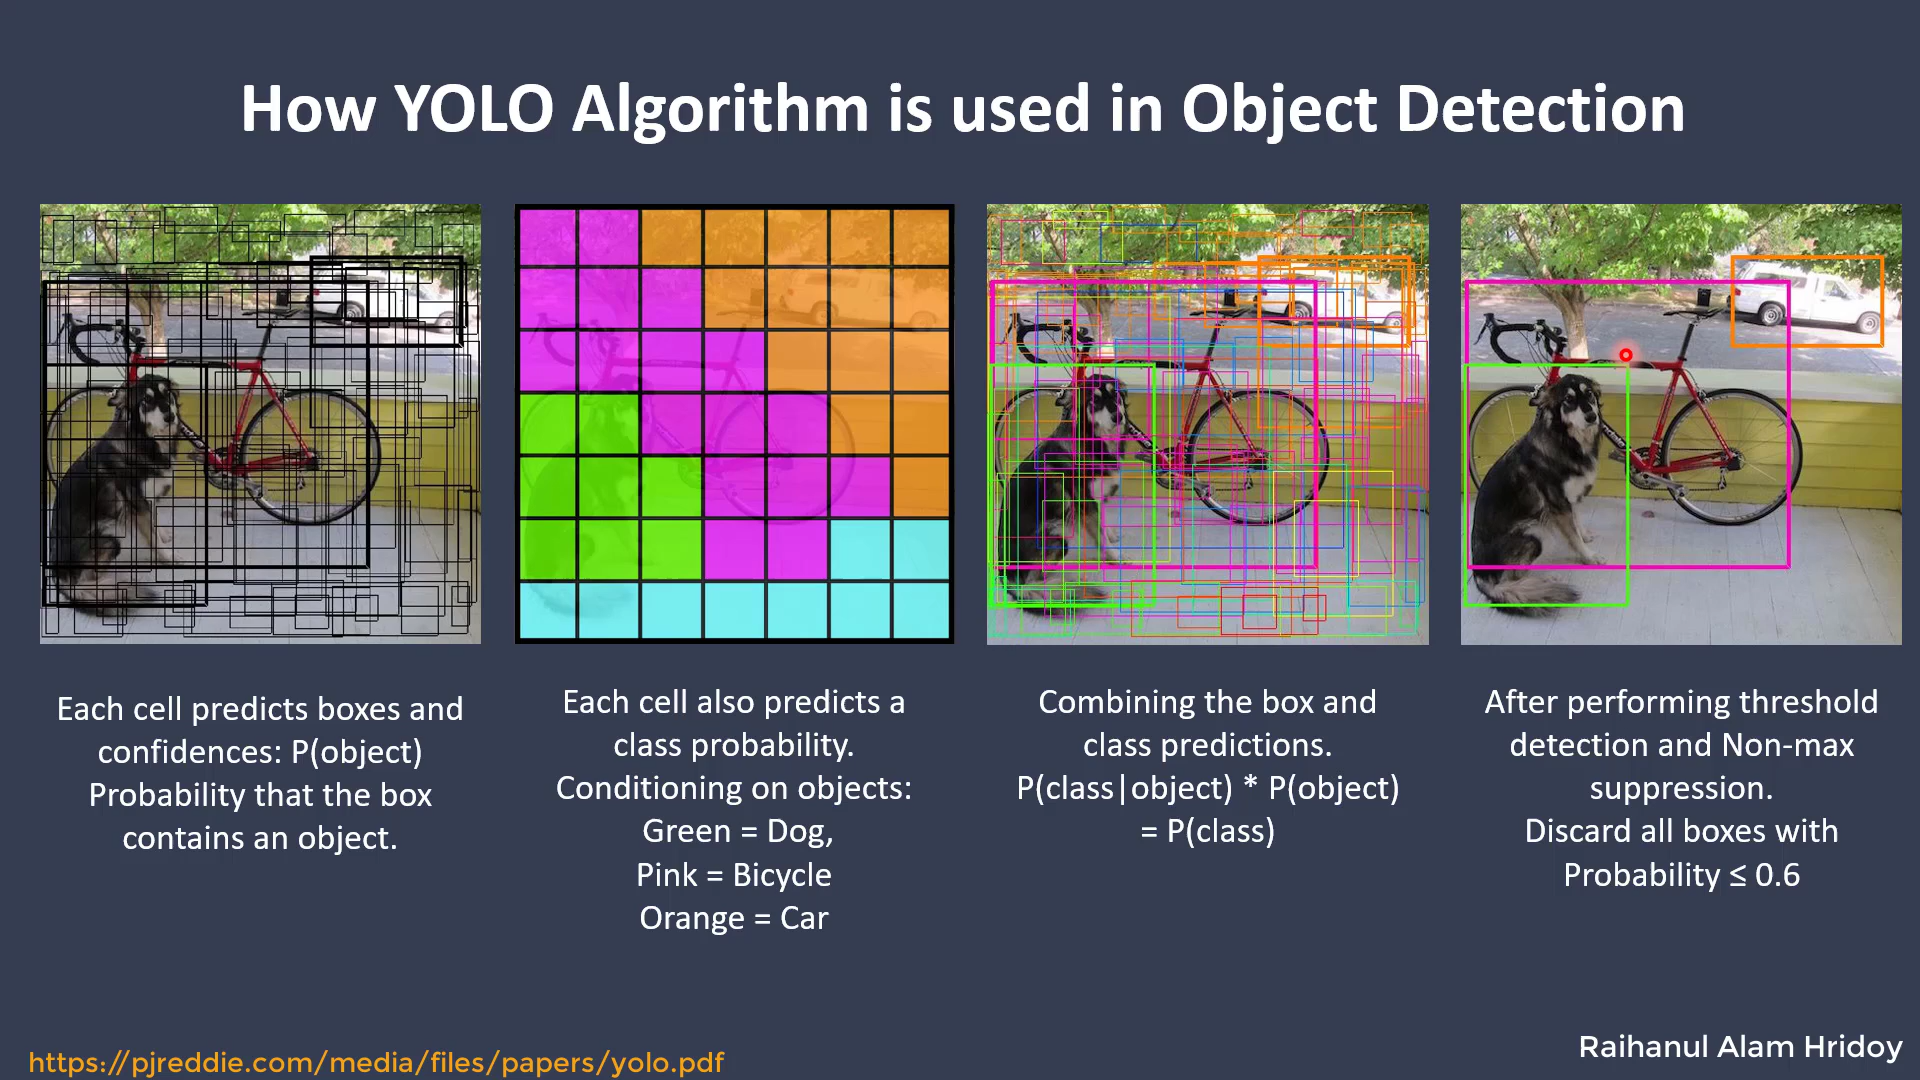 How YOLO Algorithm is used in Object Detection
Each cell predicts boxes and
confidences: P(object)
Probability that the box
contains an object.
Each cell also predicts a
class probability.
Conditioning on objects:
Green = Dog,
Pink = Bicycle
Orange = Car
Combining the box and
class predictions.
P(class|object) * P(object)
= P(class)
After performing threshold
detection and Non-max
suppression.
Discard all boxes with
Probability ≤ 0.6
https://pjreddie.com/media/files/papers/yolo.pdf
Raihanul Alam Hridoy